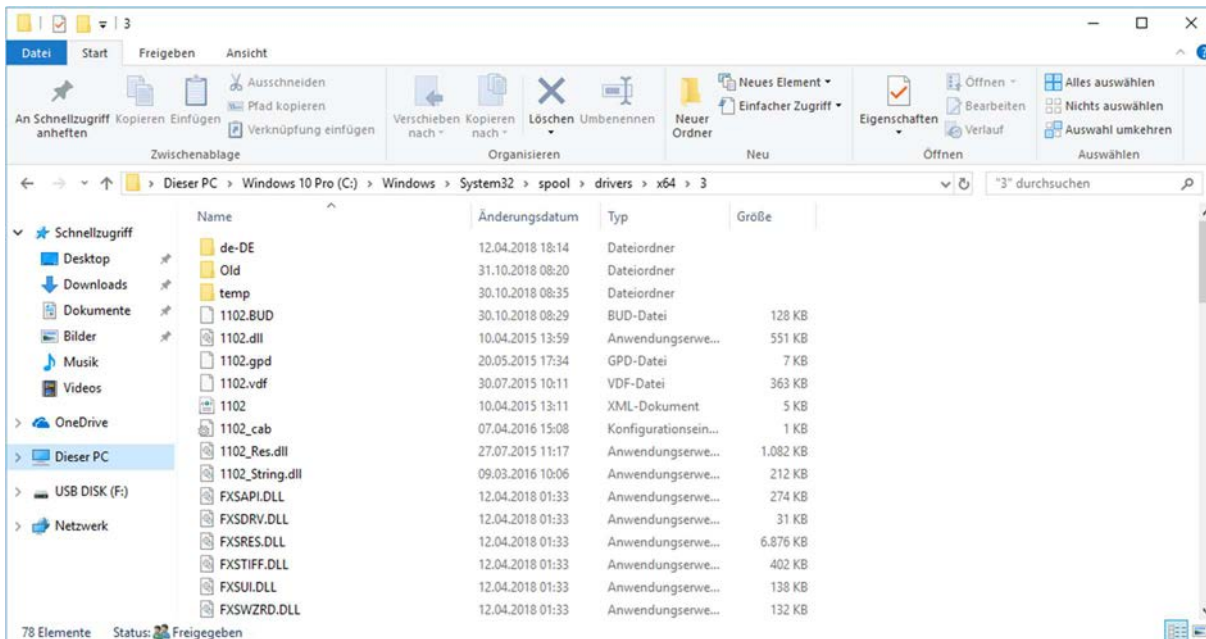 3
Datei Start Freigeben Ansicht
An Schnellzugriff anheften
Kopieren
Einfügen
Ausschneiden
Pfad kopieren
Verknüpfung einfügen
Zwischenablage
Verschieben nach
Kopieren nach
Löschen
Umbenennen
Organisieren
Neuer Ordner
Neues Element
Einfacher Zugriff
Neu
Eigenschaften
Öffnen
Bearbeiten
Verlauf
Öffnen
Alles auswählen
Nichts auswählen
Auswahl umkehren
Auswählen
Dieser PC > Windows 10 Pro (C:) > Windows > System32 > spool > drivers > x64 > 3
"3" durchsuchen
Schnellzugriff
Desktop
Downloads
Dokumente
Bilder
Musik
Videos
OneDrive
Dieser PC
USB DISK (F:)
Netzwerk
Name Änderungsdatum Typ Größe
de-DE 12.04.2018 18:14 Dateiordner
Old 31.10.2018 08:20 Dateiordner
temp 30.10.2018 08:35 Dateiordner
1102.BUD 30.10.2018 08:29 BUD-Datei 128 KB
1102.dll 10.04.2015 13:59 Anwendungserwe... 551 KB
1102.gpd 20.05.2015 17:34 GPD-Datei 7 KB
1102.vdf 30.07.2015 10:11 VDF-Datei 363 KB
1102 10.04.2015 13:11 XML-Dokument 5 KB
1102_cab 07.04.2016 15:08 Konfigurationsein... 1 KB
1102_Res.dll 27.07.2015 11:17 Anwendungserwe... 1.082 KB
1102_String.dll 09.03.2016 10:06 Anwendungserwe... 212 KB
FXSAPI.DLL 12.04.2018 01:33 Anwendungserwe... 274 KB
FXSDRV.DLL 12.04.2018 01:33 Anwendungserwe... 31 KB
FXSRES.DLL 12.04.2018 01:33 Anwendungserwe... 6.876 KB
FXSTIFF.DLL 12.04.2018 01:33 Anwendungserwe... 402 KB
FXSUI.DLL 12.04.2018 01:33 Anwendungserwe... 138 KB
FXSWZRD.DLL 12.04.2018 01:33 Anwendungserwe... 132 KB
78 Elemente Status: Freigegeben